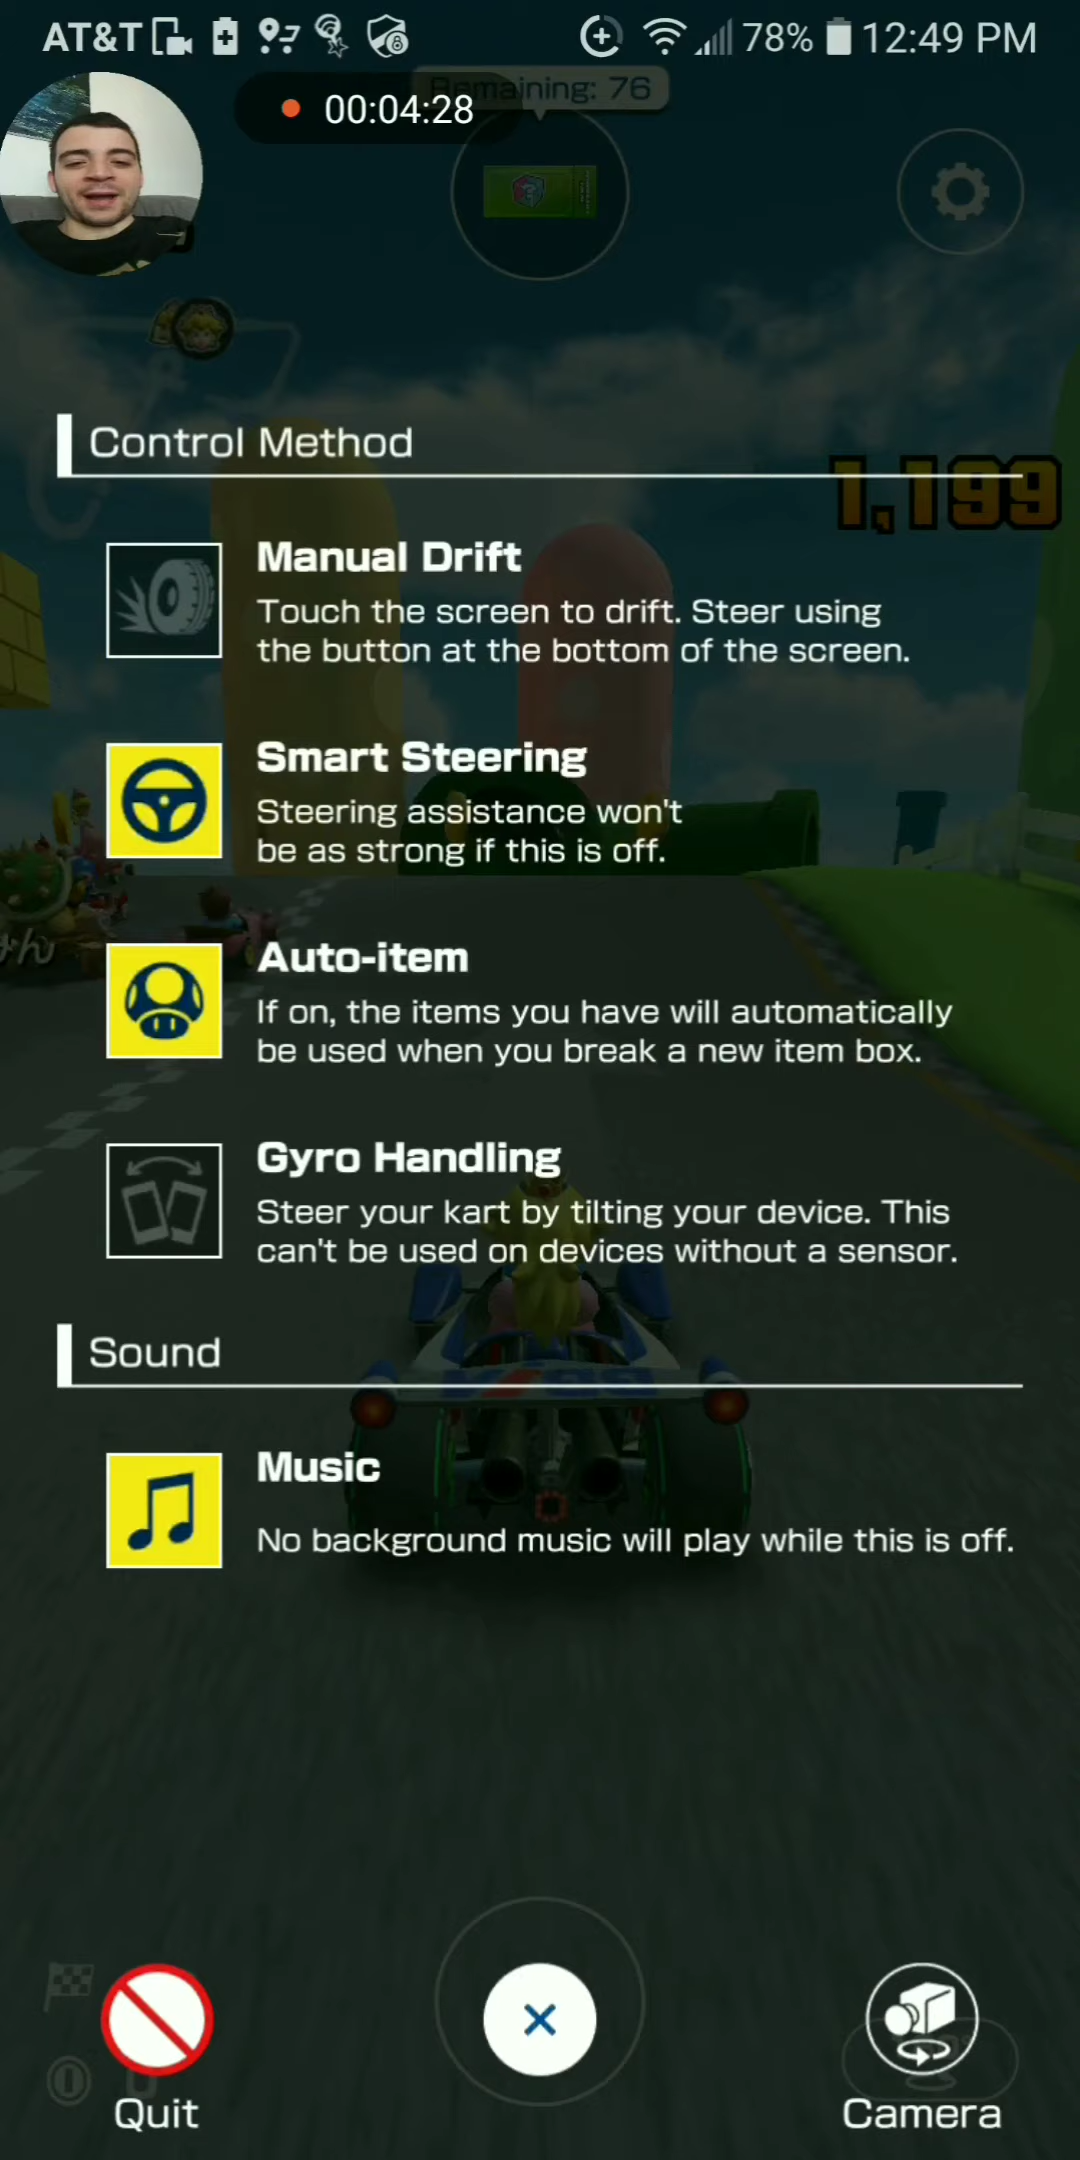 AT&T 78% 12:49 PM
Remaining: 76
00:04:28
Control Method
1,199
Manual Drift
Touch the screen to drift. Steer using
the button at the bottom of the screen.
Smart Steering
Steering assistance won't
be as strong if this is off.
Auto-item
If on, the items you have will automatically
be used when you break a new item box.
Gyro Handling
Steer your kart by tilting your device. This
can't be used on devices without a sensor.
Sound
Music
No background music will play while this is off.
Quit
Camera